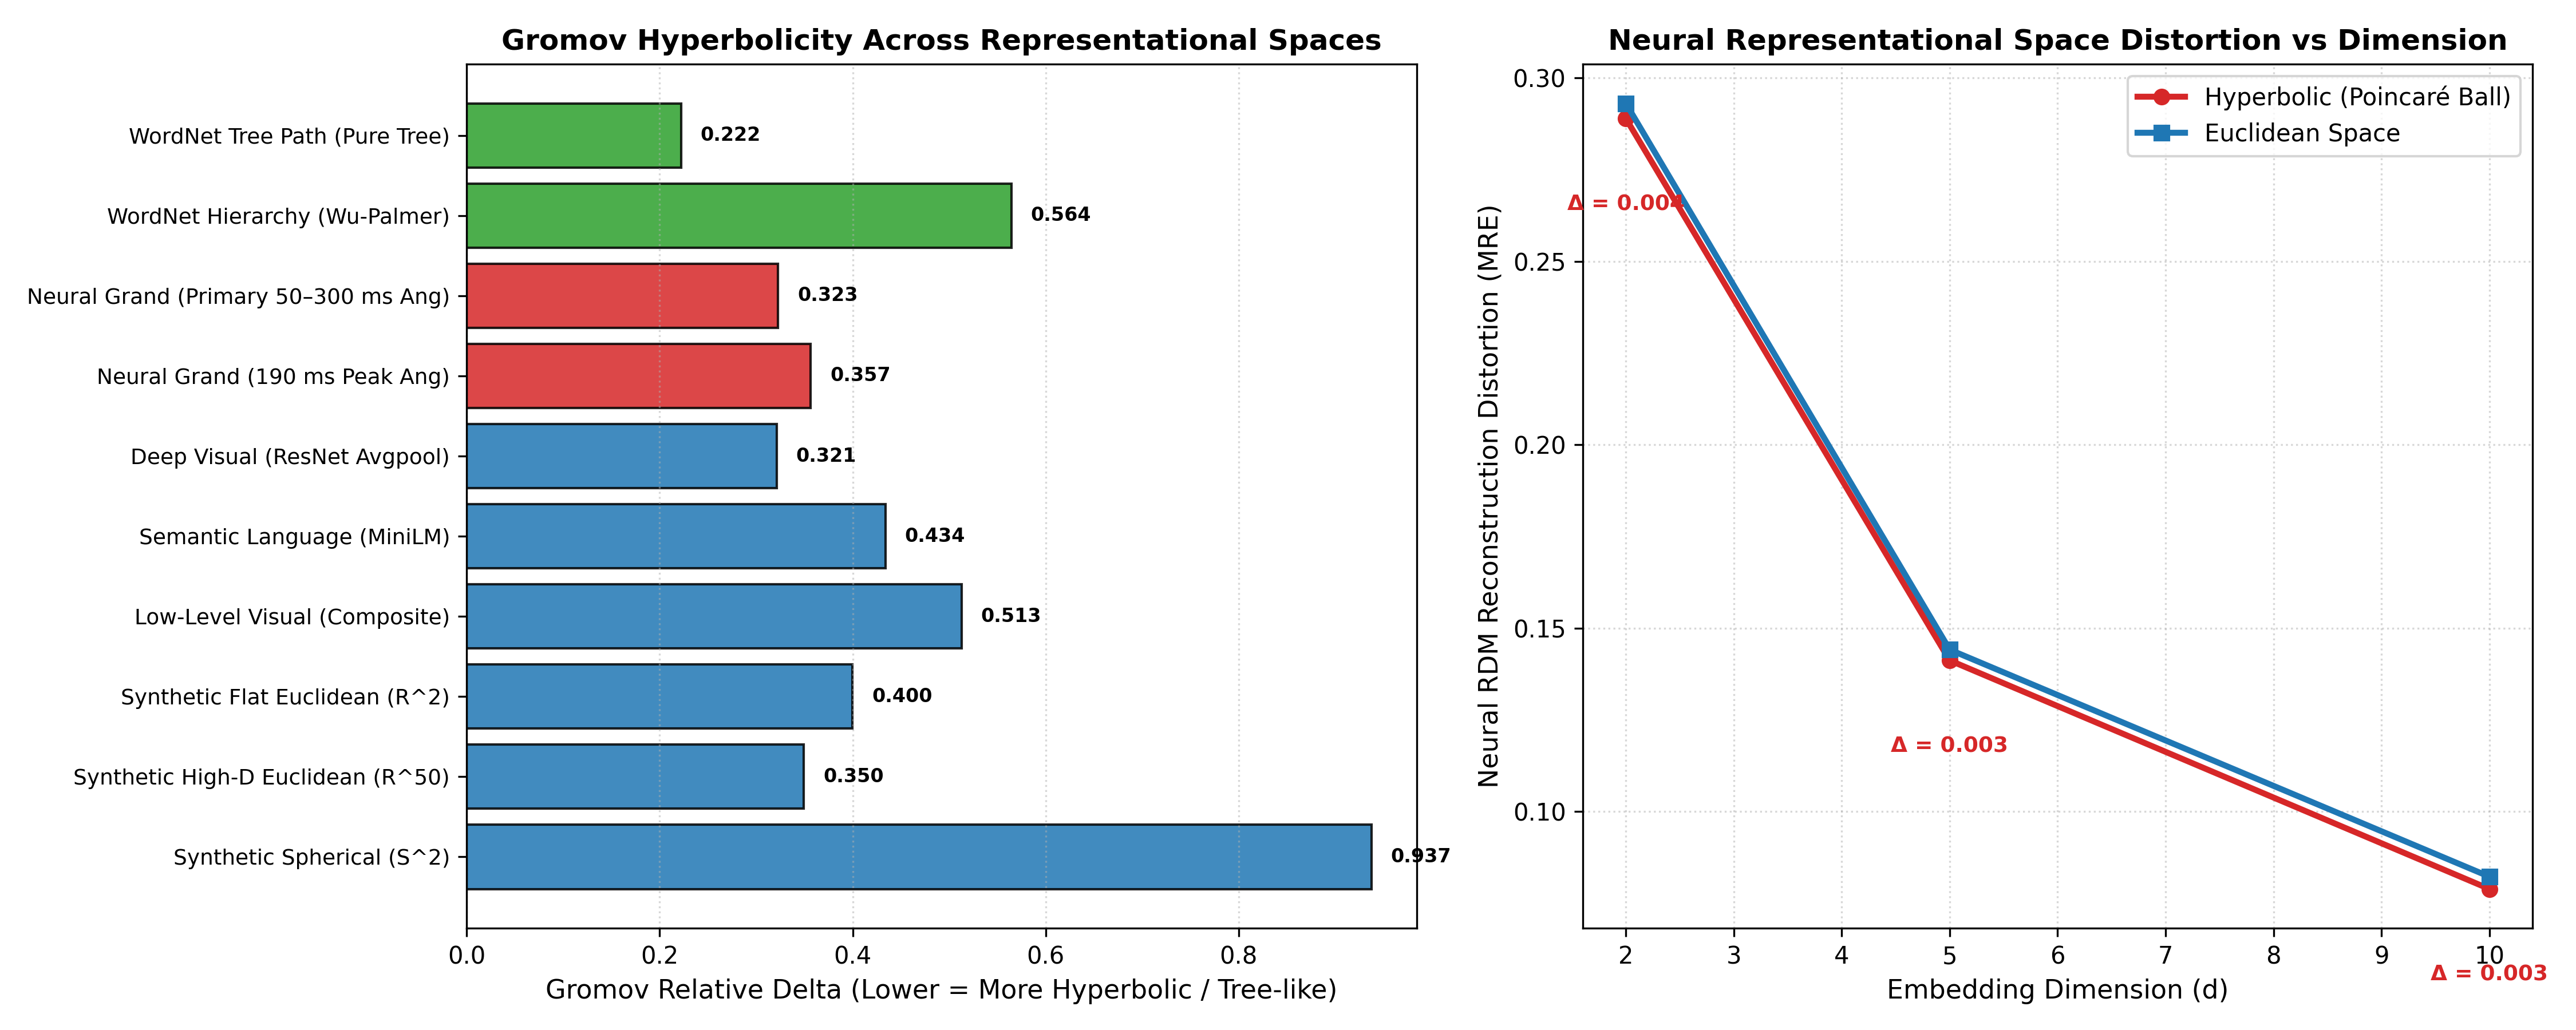 Gromov Hyperbolicity Across Representational Spaces
WordNet Tree Path (Pure Tree)
0.222
WordNet Hierarchy (Wu-Palmer)
0.564
Neural Grand (Primary 50–300 ms Ang)
0.323
Neural Grand (190 ms Peak Ang)
0.357
Deep Visual (ResNet Avgpool)
0.321
Semantic Language (MiniLM)
0.434
Low-Level Visual (Composite)
0.513
Synthetic Flat Euclidean (R^2)
0.400
Synthetic High-D Euclidean (R^50)
0.350
Synthetic Spherical (S^2)
0.937
0.0 0.2 0.4 0.6 0.8
Gromov Relative Delta (Lower = More Hyperbolic / Tree-like)
Neural Representational Space Distortion vs Dimension
Hyperbolic (Poincaré Ball)
Euclidean Space
Neural RDM Reconstruction Distortion (MRE)
0.30
0.25
0.20
0.15
0.10
Δ = 0.004
Δ = 0.003
2 3 4 5 6 7 8 9 10
Δ = 0.003
Embedding Dimension (d)